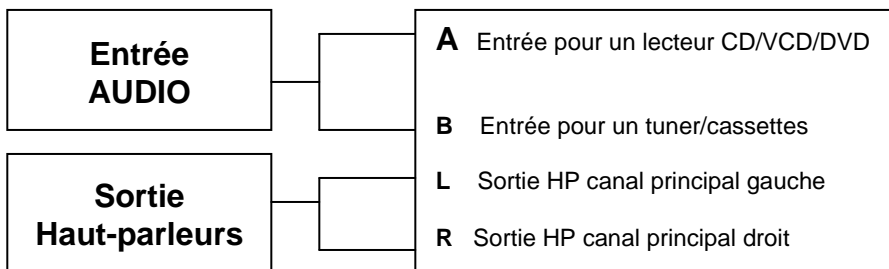 Entrée
AUDIO
A Entrée pour un lecteur CD/VCD/DVD
B Entrée pour un tuner/cassettes
Sortie
Haut-parleurs
L Sortie HP canal principal gauche
R Sortie HP canal principal droit